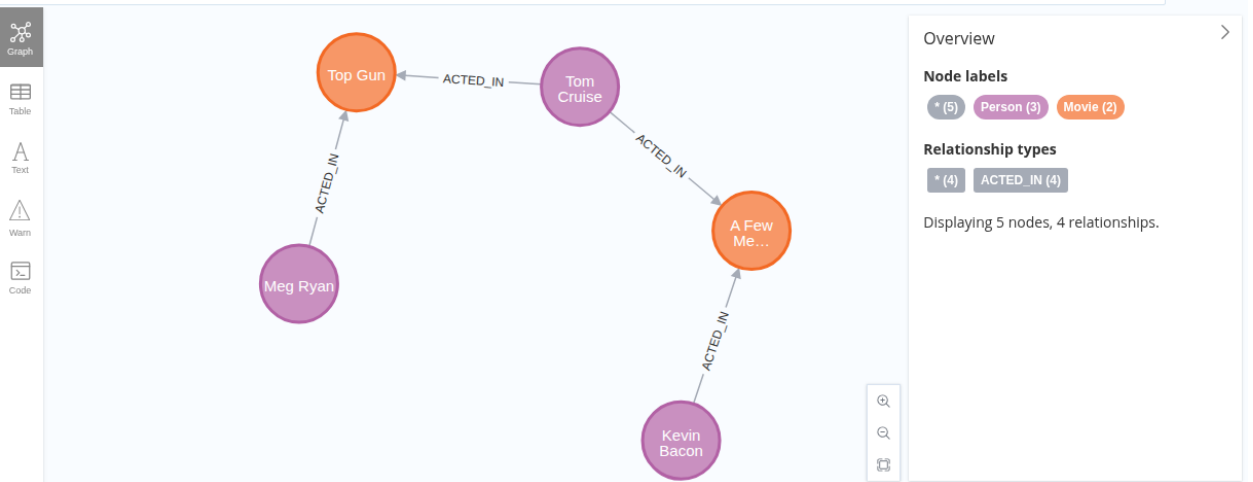 Graph
Table
Text
Warn
Code
Top Gun
ACTED_IN
Tom
Cruise
ACTED_IN
ACTED_IN
A Few
Me...
Meg Ryan
ACTED_IN
Kevin
Bacon
Overview
Node labels
* (5) Person (3) Movie (2)
Relationship types
* (4) ACTED_IN (4)
Displaying 5 nodes, 4 relationships.